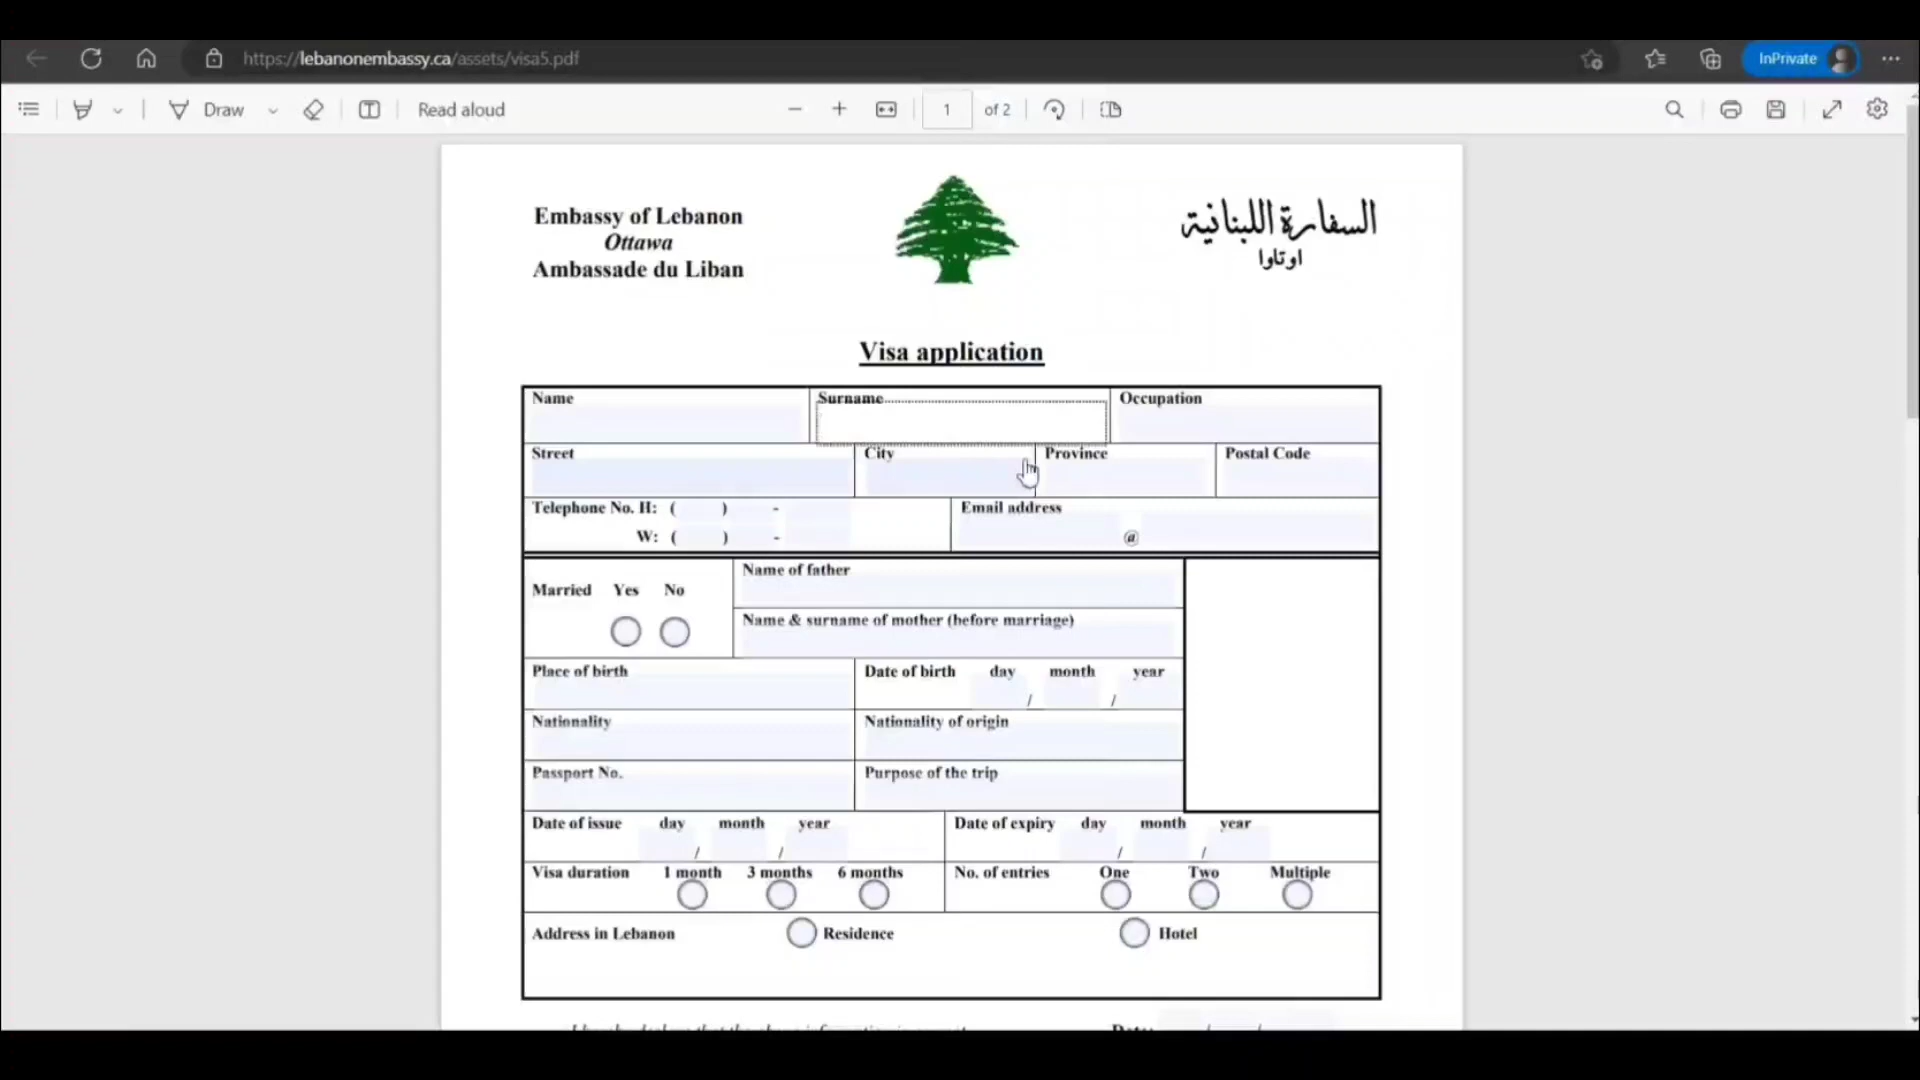 https://lebanonembassy.ca/assets/visa5.pdf
InPrivate
Draw
Read aloud
1 of 2
Embassy of Lebanon
Ottawa
Ambassade du Liban
السفارة اللبنانية
اوتاوا
Visa application
Name Surname Occupation
Street City Province Postal Code
Telephone No. H: ( ) - Email address
W: ( ) - @
Married Yes No
Name of father
Name & surname of mother (before marriage)
Place of birth Date of birth day month year
/ /
Nationality Nationality of origin
Passport No. Purpose of the trip
Date of issue day month year Date of expiry day month year
/ / / /
Visa duration 1 month 3 months 6 months No. of entries One Two Multiple
Address in Lebanon Residence Hotel